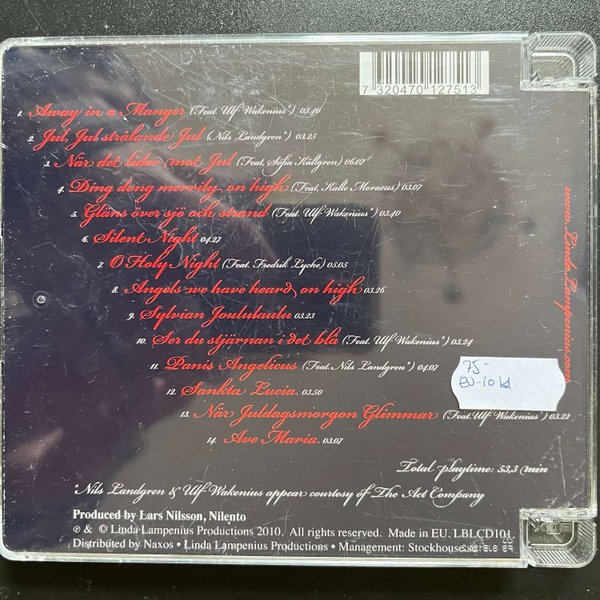 7 320470 127513
1. Away in a Manger (Feat. Ulf Wakenius*) 03.40
2. Jul, Jul strålande Jul (Nils Landgren*) 03.25
3. När det lider mot Jul (Feat. Sofia Källgren) 06.07
4. Ding dong merrily on high (Feat. Kalle Moraeus) 03.07
5. Gläns över sjö och strand (Feat. Ulf Wakenius*) 03.40
6. Silent Night 04.27
7. O Holy Night (Feat. Fredrik Lycke) 05.05
8. Angels we have heard on high 03.26
9. Sylvian Joululaulu 03.23
10. Ser du stjärnan i det blå (Feat. Ulf Wakenius*) 03.24
11. Panis Angelicus (Feat. Nils Landgren*) 04.07
12. Sankta Lucia 03.50
13. När Juldagsmorgon Glimmar (Feat. Ulf Wakenius*) 03.22
14. Ave Maria 03.07
www.LindaLampenius.com
75-
EU-10 kl.
Total playtime: 53,3 min
*Nils Landgren & Ulf Wakenius appear courtesy of The Act Company
Produced by Lars Nilsson, Nilento
℗ & © Linda Lampenius Productions 2010. All rights reserved. Made in EU. LBLCD101.
Distributed by Naxos • Linda Lampenius Productions • Management: Stockhouse